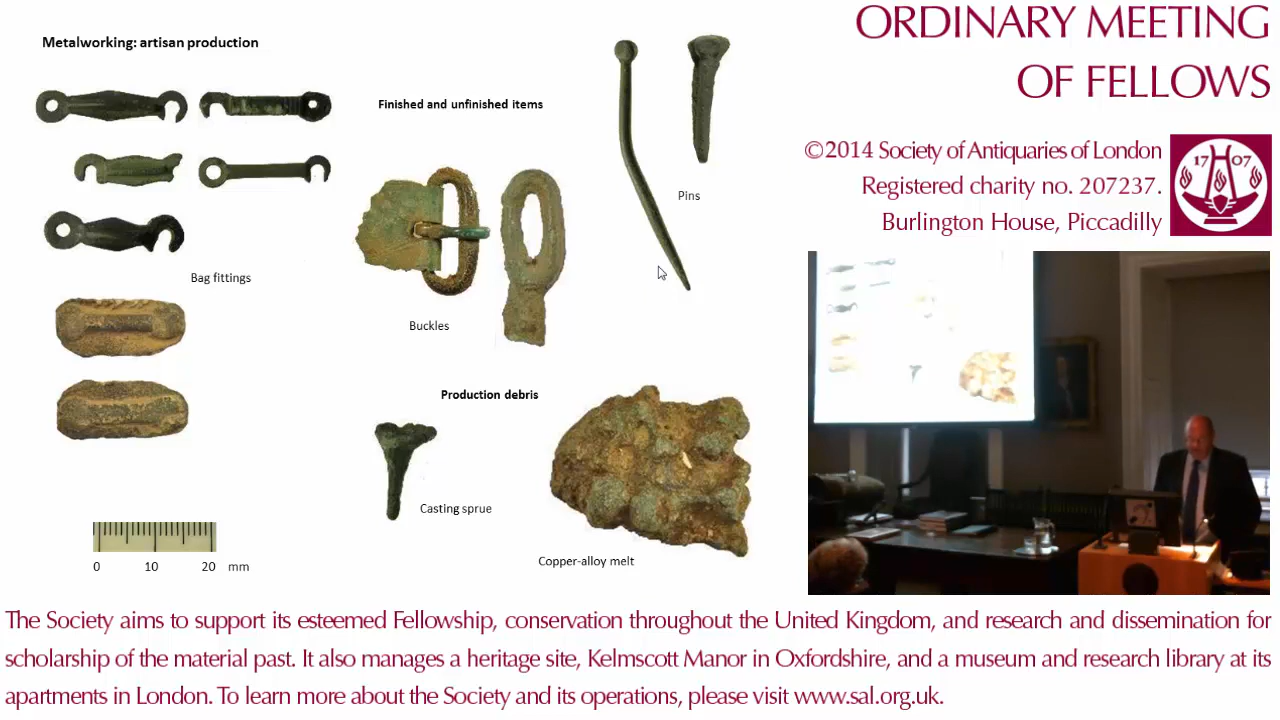 Metalworking: artisan production
Finished and unfinished items
Pins
Bag fittings
Buckles
Production debris
Casting sprue
Copper-alloy melt
0 10 20 mm
ORDINARY MEETING
OF FELLOWS
©2014 Society of Antiquaries of London
Registered charity no. 207237.
Burlington House, Piccadilly
1707
The Society aims to support its esteemed Fellowship, conservation throughout the United Kingdom, and research and dissemination for
scholarship of the material past. It also manages a heritage site, Kelmscott Manor in Oxfordshire, and a museum and research library at its
apartments in London. To learn more about the Society and its operations, please visit www.sal.org.uk.